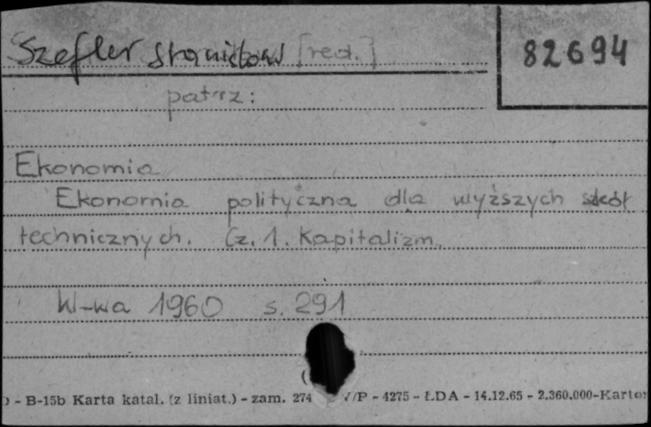 Szefler Stanisław [red.]
82694
patrz:
Ekonomia
Ekonomia polityczna dla wyższych szkół
technicznych. Cz. 1. Kapitalizm.
W-wa 1960 s. 291
- B-15b Karta katal. (z liniat.) - zam. 274 /P - 4275 - ŁDA - 14.12.65 - 2.360.000-Kartor